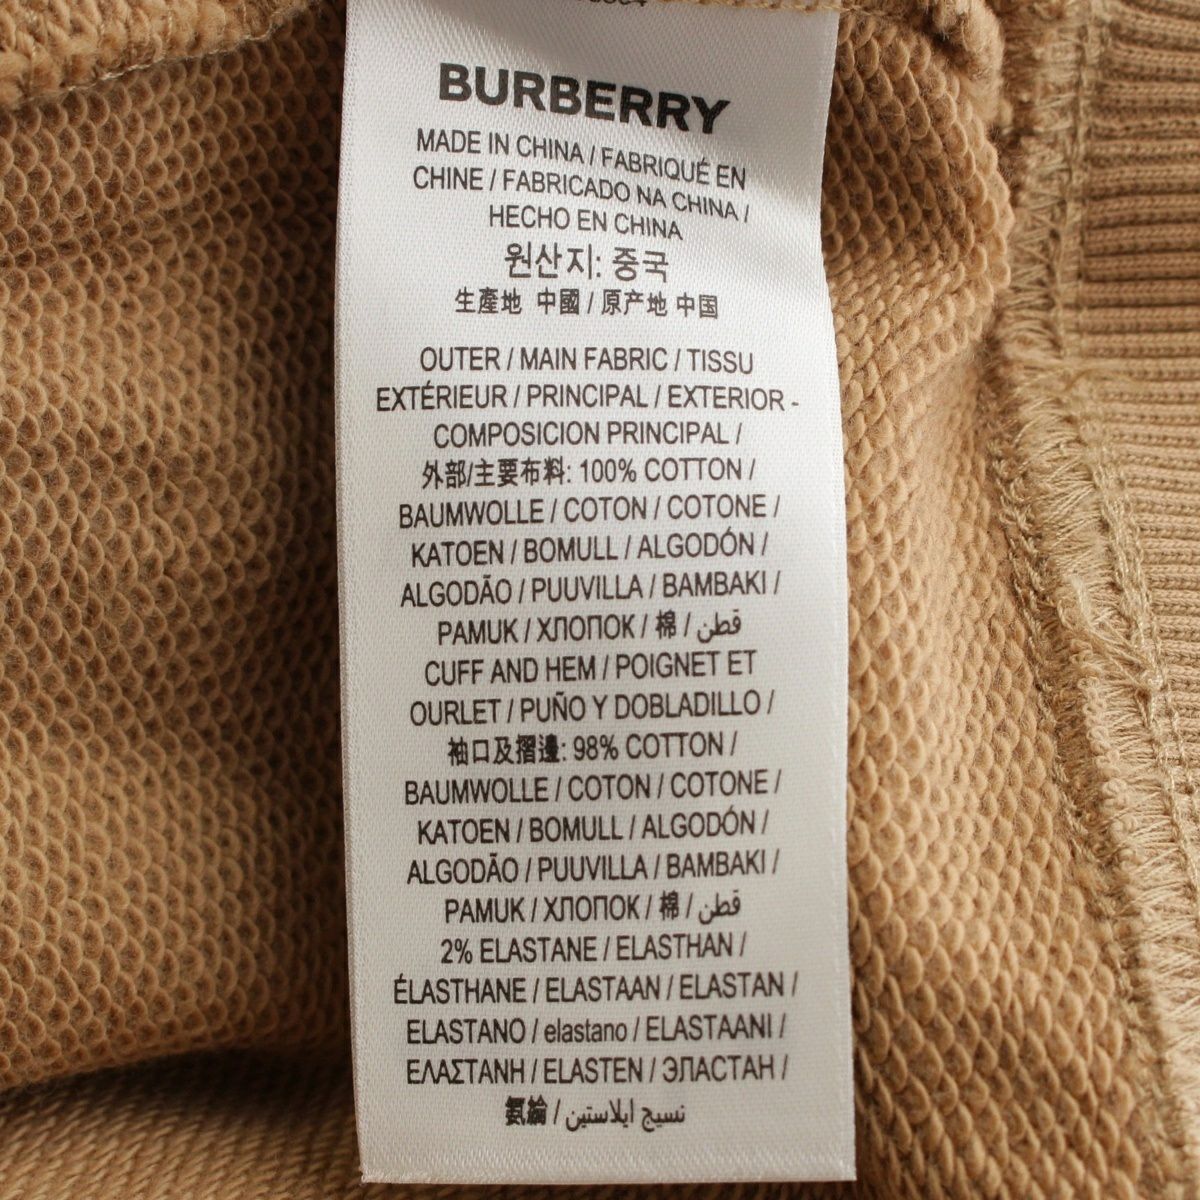 BURBERRY
MADE IN CHINA / FABRIQUÉ EN
CHINE / FABRICADO NA CHINA /
HECHO EN CHINA
원산지: 중국
生產地 中國 / 原产地 中国
OUTER / MAIN FABRIC / TISSU
EXTÉRIEUR / PRINCIPAL / EXTERIOR -
COMPOSICION PRINCIPAL /
外部/主要布料: 100% COTTON /
BAUMWOLLE / COTON / COTONE /
KATOEN / BOMULL / ALGODÓN /
ALGODÃO / PUUVILLA / BAMBAKI /
PAMUK / ХЛОПОК / 棉 / قطن
CUFF AND HEM / POIGNET ET
OURLET / PUÑO Y DOBLADILLO /
袖口及摺邊: 98% COTTON /
BAUMWOLLE / COTON / COTONE /
KATOEN / BOMULL / ALGODÓN /
ALGODÃO / PUUVILLA / BAMBAKI /
PAMUK / ХЛОПОК / 棉 / قطن
2% ELASTANE / ELASTHAN /
ÉLASTHANE / ELASTAAN / ELASTAN /
ELASTANO / elastano / ELASTAANI /
ΕΛΑΣΤΑΝΗ / ELASTEN / ЭЛАСТАН /
氨綸 / نسيج ايلاستين